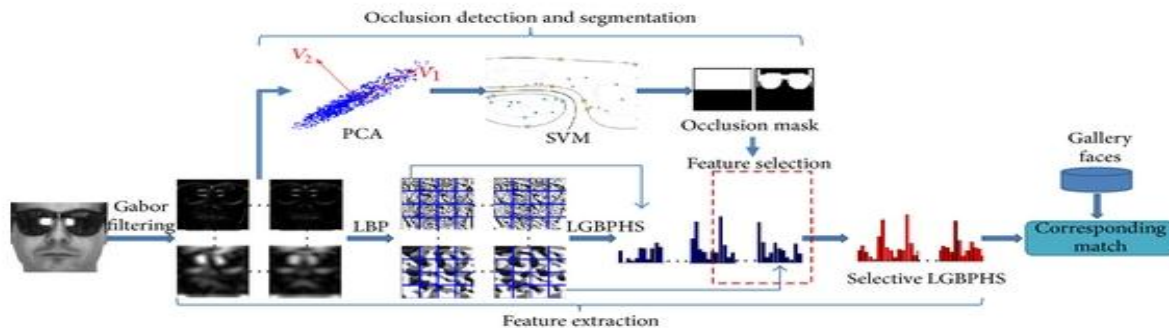 Occlusion detection and segmentation
V2
V1
PCA
SVM
Occlusion mask
Gallery
faces
Feature selection
Gabor
filtering
LBP
LGBPHS
Corresponding
match
Selective LGBPHS
Feature extraction